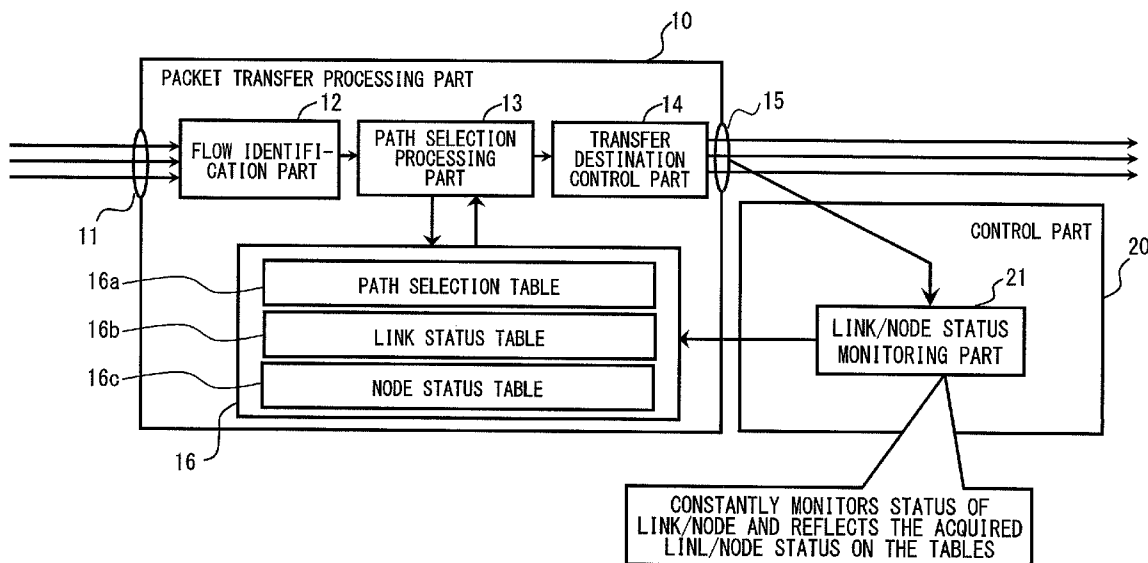 10
PACKET TRANSFER PROCESSING PART
12
13
14
15
FLOW IDENTIFI-
CATION PART
PATH SELECTION
PROCESSING
PART
TRANSFER
DESTINATION
CONTROL PART
11
CONTROL PART
20
16a
PATH SELECTION TABLE
16b
LINK STATUS TABLE
16c
NODE STATUS TABLE
16
21
LINK/NODE STATUS
MONITORING PART
CONSTANTLY MONITORS STATUS OF
LINK/NODE AND REFLECTS THE ACQUIRED
LINL/NODE STATUS ON THE TABLES